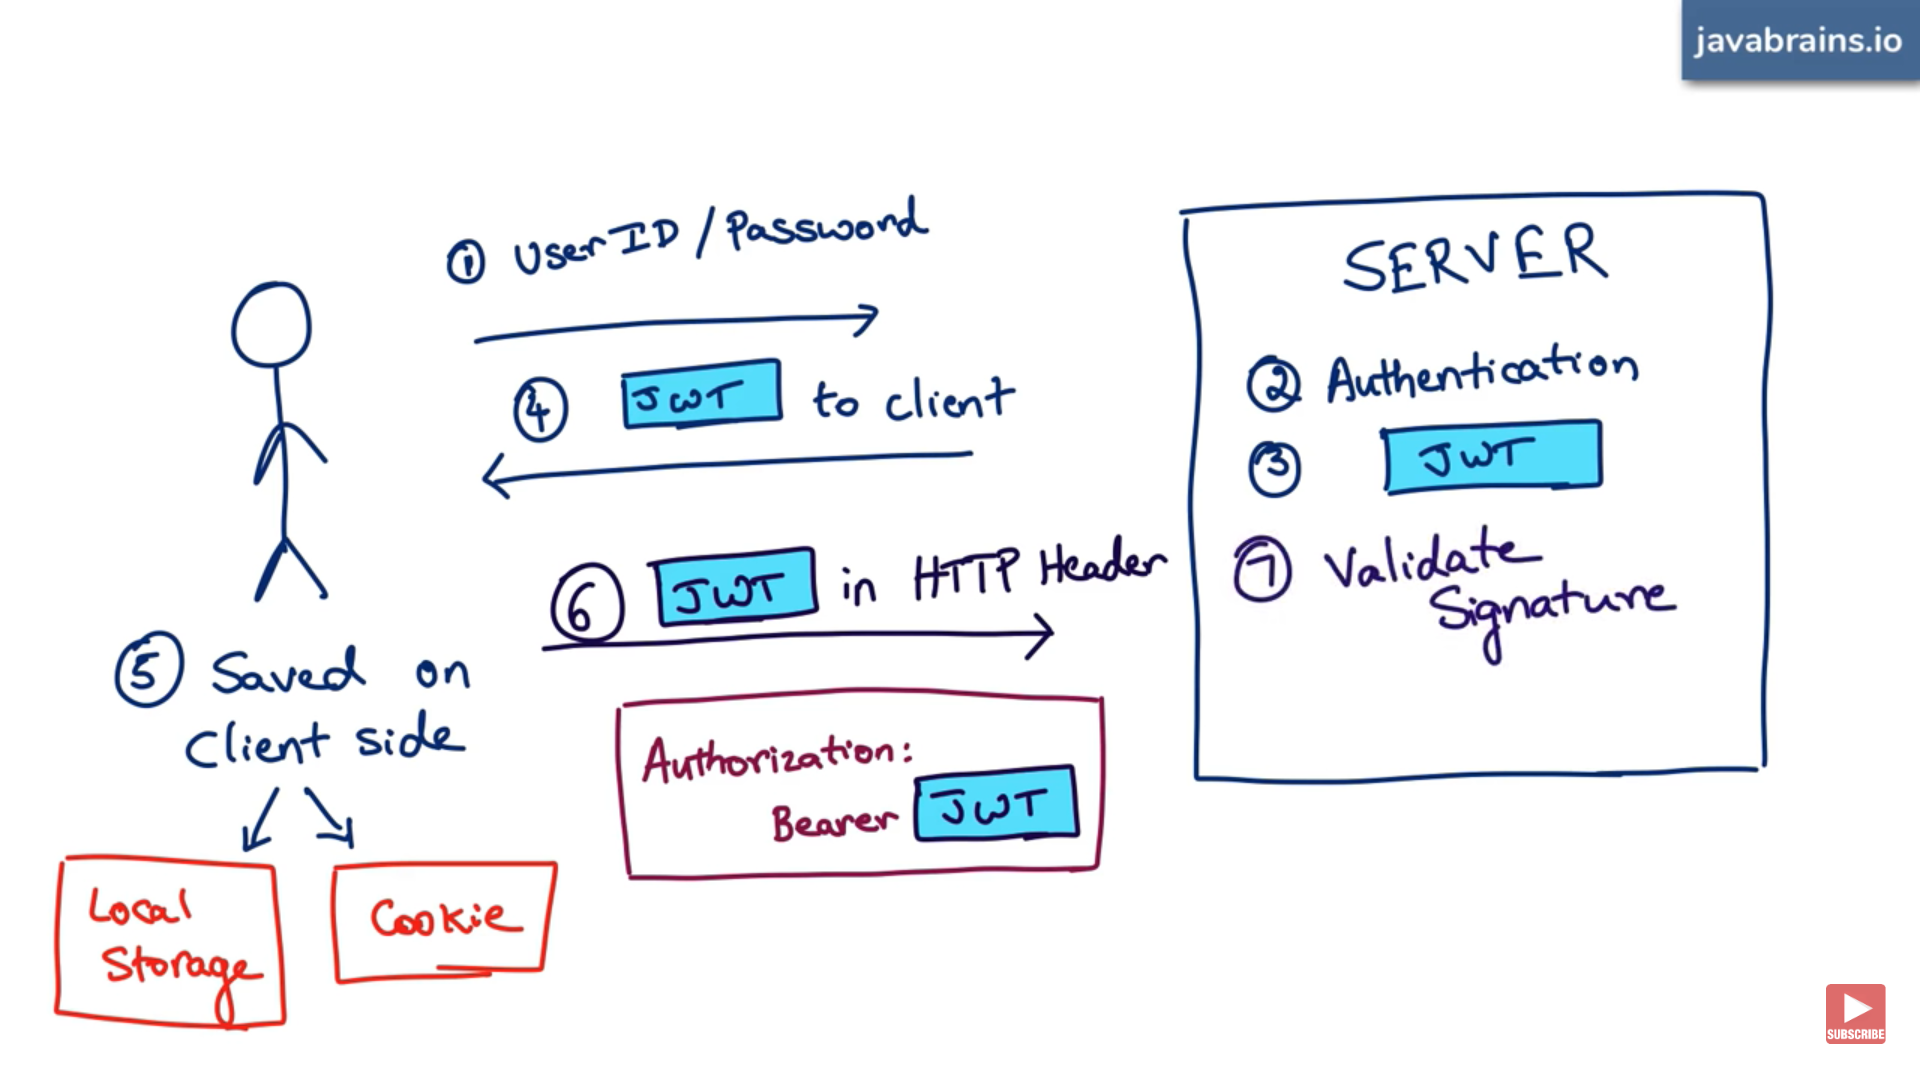 javabrains.io
① UserID / Password
④ JWT to client
⑥ JWT in HTTP Header
Authorization:
Bearer JWT
⑤ Saved on
Client side
Local
Storage
Cookie
SERVER
② Authentication
③ JWT
⑦ Validate
Signature
SUBSCRIBE